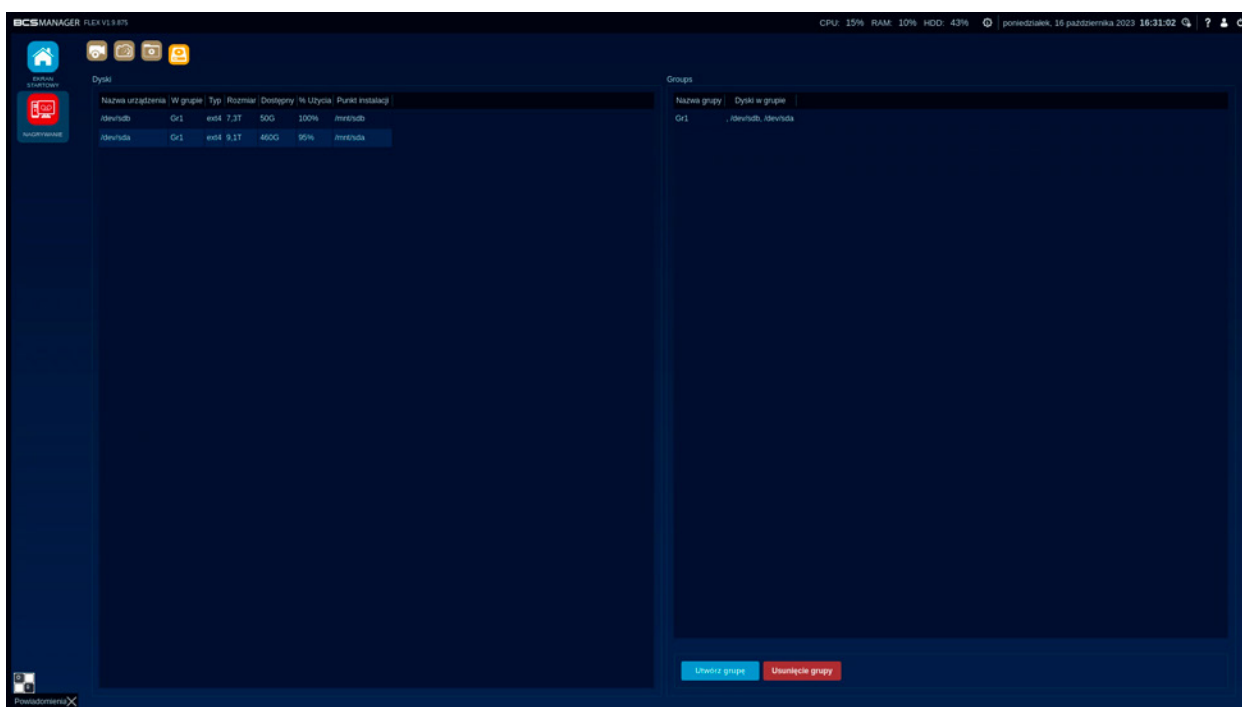 BCSMANAGER FLEX V1.9.875
CPU: 15% RAM: 10% HDD: 43% poniedziałek, 16 października 2023 16:31:02 ?
EKRAN
STARTOWY
NAGRYWANIE
Dyski
Nazwa urządzenia W grupie Typ Rozmiar Dostępny % Użycia Punkt instalacji
/dev/sdb Gr1 ext4 7,3T 50G 100% /mnt/sdb
/dev/sda Gr1 ext4 9,1T 460G 95% /mnt/sda
Groups
Nazwa grupy Dyski w grupie
Gr1 , /dev/sdb, /dev/sda
Utwórz grupę Usunięcie grupy
Powiadomienia